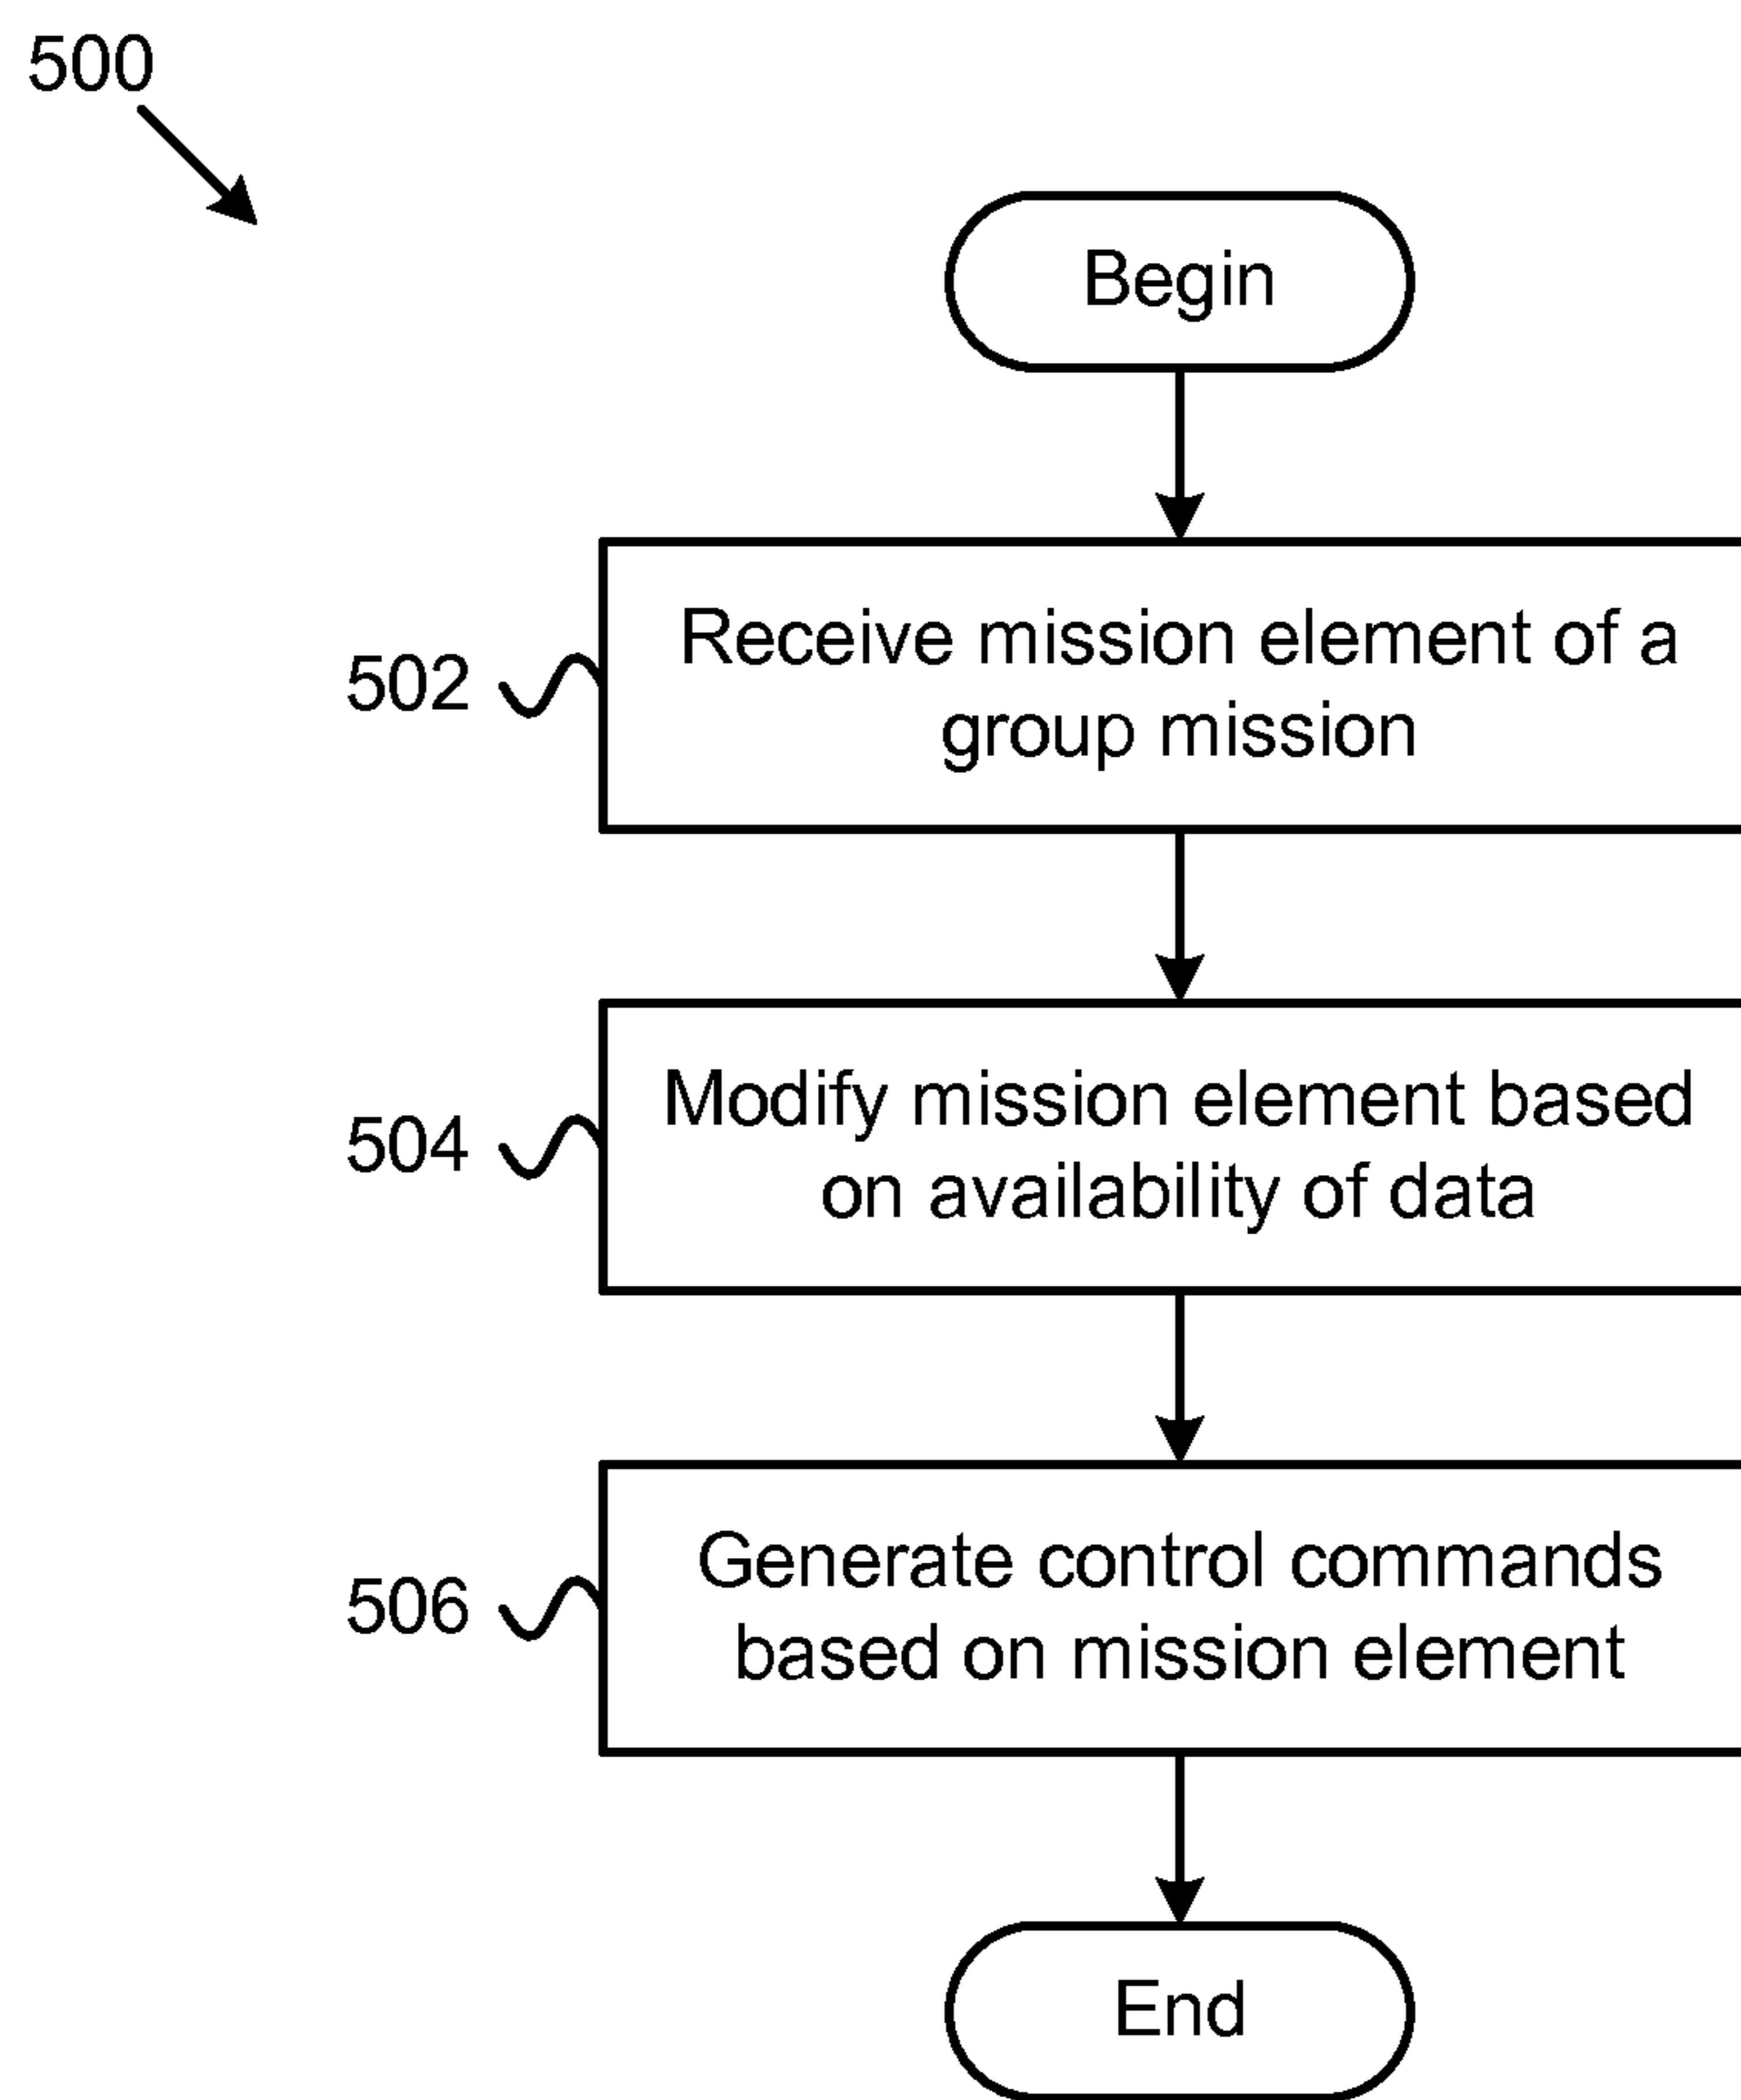 500
Begin
502
Receive mission element of a
group mission
504
Modify mission element based
on availability of data
506
Generate control commands
based on mission element
End